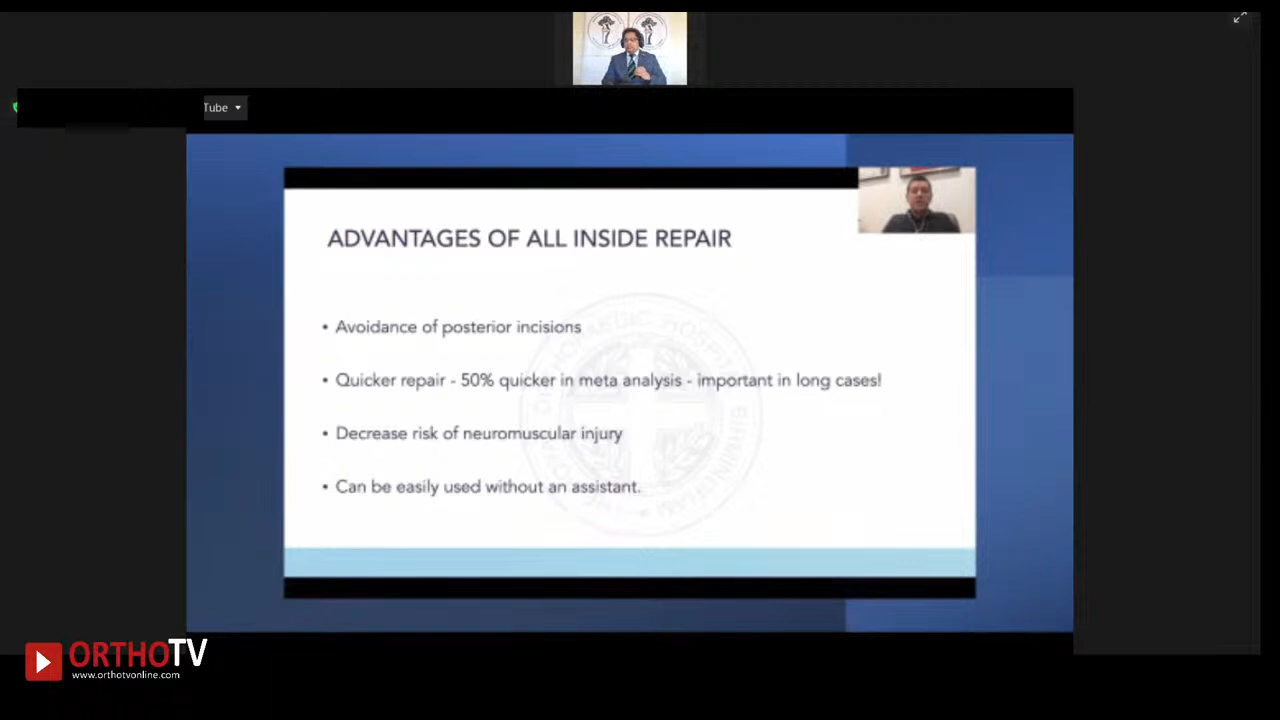 Tube
ADVANTAGES OF ALL INSIDE REPAIR
• Avoidance of posterior incisions
• Quicker repair - 50% quicker in meta analysis - important in long cases!
• Decrease risk of neuromuscular injury
• Can be easily used without an assistant.
ORTHOTV
www.orthotvonline.com